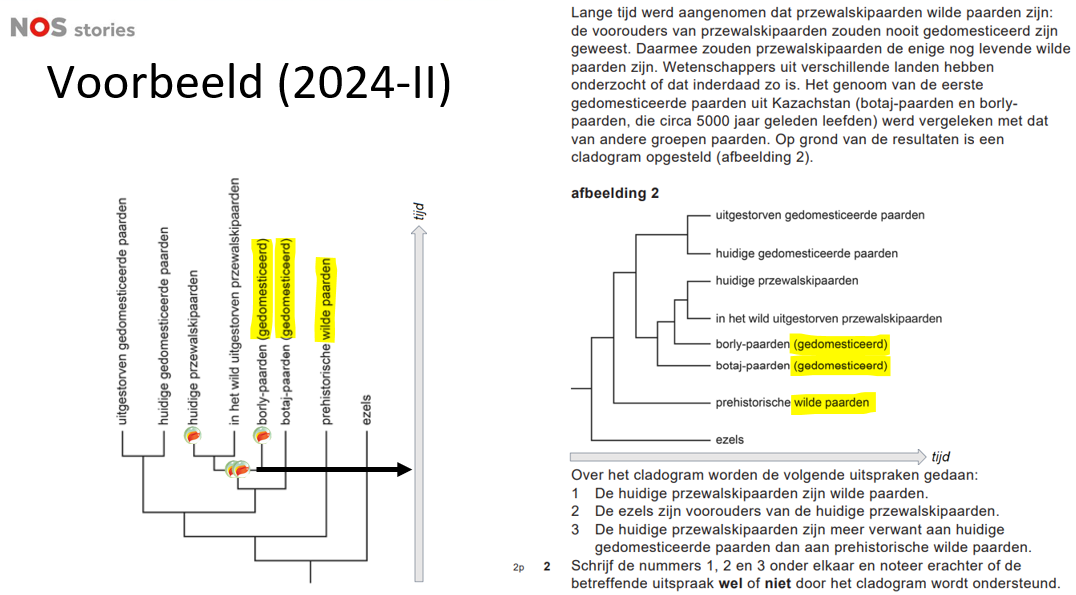 NOS stories
Voorbeeld (2024-II)
uitgestorven gedomesticeerde paarden
huidige gedomesticeerde paarden
huidige przewalskipaarden
in het wild uitgestorven przewalskipaarden
borly-paarden (gedomesticeerd)
botaj-paarden (gedomesticeerd)
prehistorische wilde paarden
ezels
tijd
Lange tijd werd aangenomen dat przewalskipaarden wilde paarden zijn:
de voorouders van przewalskipaarden zouden nooit gedomesticeerd zijn
geweest. Daarmee zouden przewalskipaarden de enige nog levende wilde
paarden zijn. Wetenschappers uit verschillende landen hebben
onderzocht of dat inderdaad zo is. Het genoom van de eerste
gedomesticeerde paarden uit Kazachstan (botaj-paarden en borly-
paarden, die circa 5000 jaar geleden leefden) werd vergeleken met dat
van andere groepen paarden. Op grond van de resultaten is een
cladogram opgesteld (afbeelding 2).
afbeelding 2
uitgestorven gedomesticeerde paarden
huidige gedomesticeerde paarden
huidige przewalskipaarden
in het wild uitgestorven przewalskipaarden
borly-paarden (gedomesticeerd)
botaj-paarden (gedomesticeerd)
prehistorische wilde paarden
ezels
tijd
Over het cladogram worden de volgende uitspraken gedaan:
1 De huidige przewalskipaarden zijn wilde paarden.
2 De ezels zijn voorouders van de huidige przewalskipaarden.
3 De huidige przewalskipaarden zijn meer verwant aan huidige
gedomesticeerde paarden dan aan prehistorische wilde paarden.
2p 2 Schrijf de nummers 1, 2 en 3 onder elkaar en noteer erachter of de
betreffende uitspraak wel of niet door het cladogram wordt ondersteund.